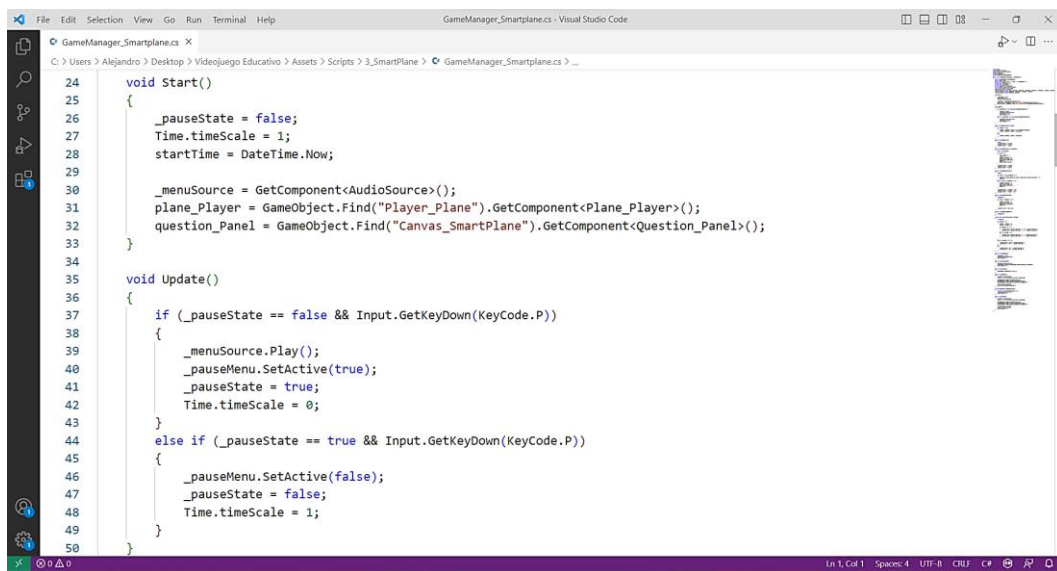 File Edit Selection View Go Run Terminal Help GameManager_Smartplane.cs - Visual Studio Code
GameManager_Smartplane.cs
C: > Users > Alejandro > Desktop > Videojuego Educativo > Assets > Scripts > 3_SmartPlane > GameManager_Smartplane.cs > ...
24 void Start()
25 {
26 _pauseState = false;
27 Time.timeScale = 1;
28 startTime = DateTime.Now;
29
30 _menuSource = GetComponent<AudioSource>();
31 plane_Player = GameObject.Find("Player_Plane").GetComponent<Plane_Player>();
32 question_Panel = GameObject.Find("Canvas_SmartPlane").GetComponent<Question_Panel>();
33 }
34
35 void Update()
36 {
37 if (_pauseState == false && Input.GetKeyDown(KeyCode.P))
38 {
39 _menuSource.Play();
40 _pauseMenu.SetActive(true);
41 _pauseState = true;
42 Time.timeScale = 0;
43 }
44 else if (_pauseState == true && Input.GetKeyDown(KeyCode.P))
45 {
46 _pauseMenu.SetActive(false);
47 _pauseState = false;
48 Time.timeScale = 1;
49 }
50 }
0 0 Ln 1, Col 1 Spaces: 4 UTF-8 CRLF C#